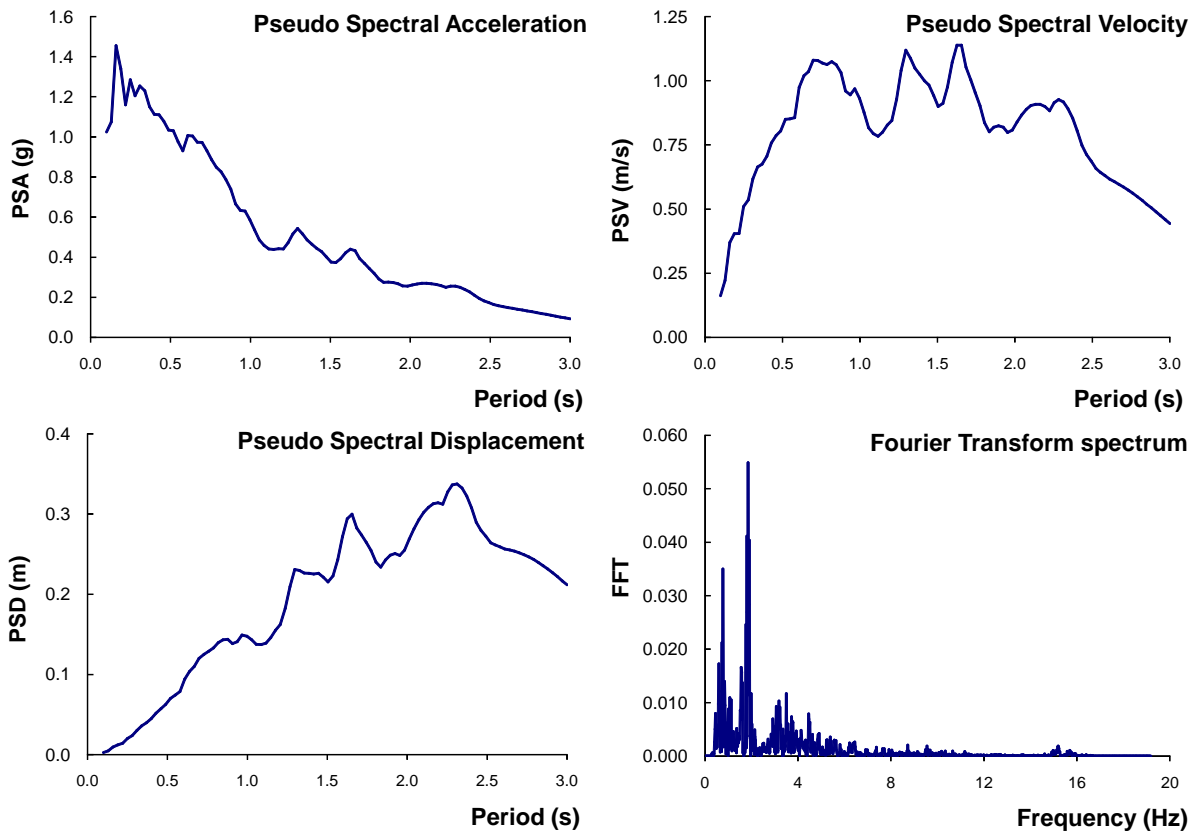 Pseudo Spectral Acceleration
PSA (g)
1.6
1.4
1.2
1.0
0.8
0.6
0.4
0.2
0.0
0.0 0.5 1.0 1.5 2.0 2.5 3.0
Period (s)
Pseudo Spectral Velocity
PSV (m/s)
1.25
1.00
0.75
0.50
0.25
0.00
0.0 0.5 1.0 1.5 2.0 2.5 3.0
Period (s)
Pseudo Spectral Displacement
PSD (m)
0.4
0.3
0.2
0.1
0.0
0.0 0.5 1.0 1.5 2.0 2.5 3.0
Period (s)
Fourier Transform spectrum
FFT
0.060
0.050
0.040
0.030
0.020
0.010
0.000
0 4 8 12 16 20
Frequency (Hz)